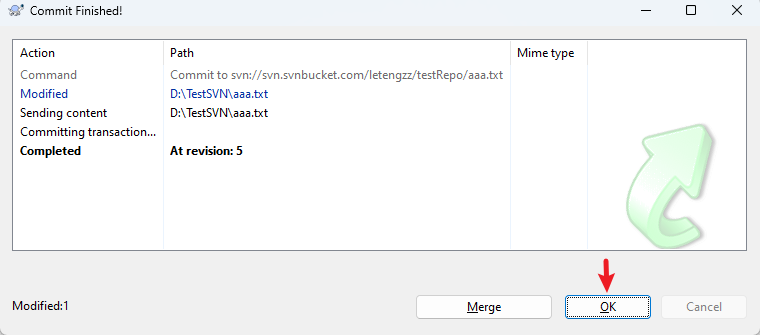 Commit Finished!
Action Path Mime type
Command Commit to svn://svn.svnbucket.com/letengzz/testRepo/aaa.txt
Modified D:\TestSVN\aaa.txt
Sending content D:\TestSVN\aaa.txt
Committing transaction...
Completed At revision: 5
Modified:1 Merge OK Cancel